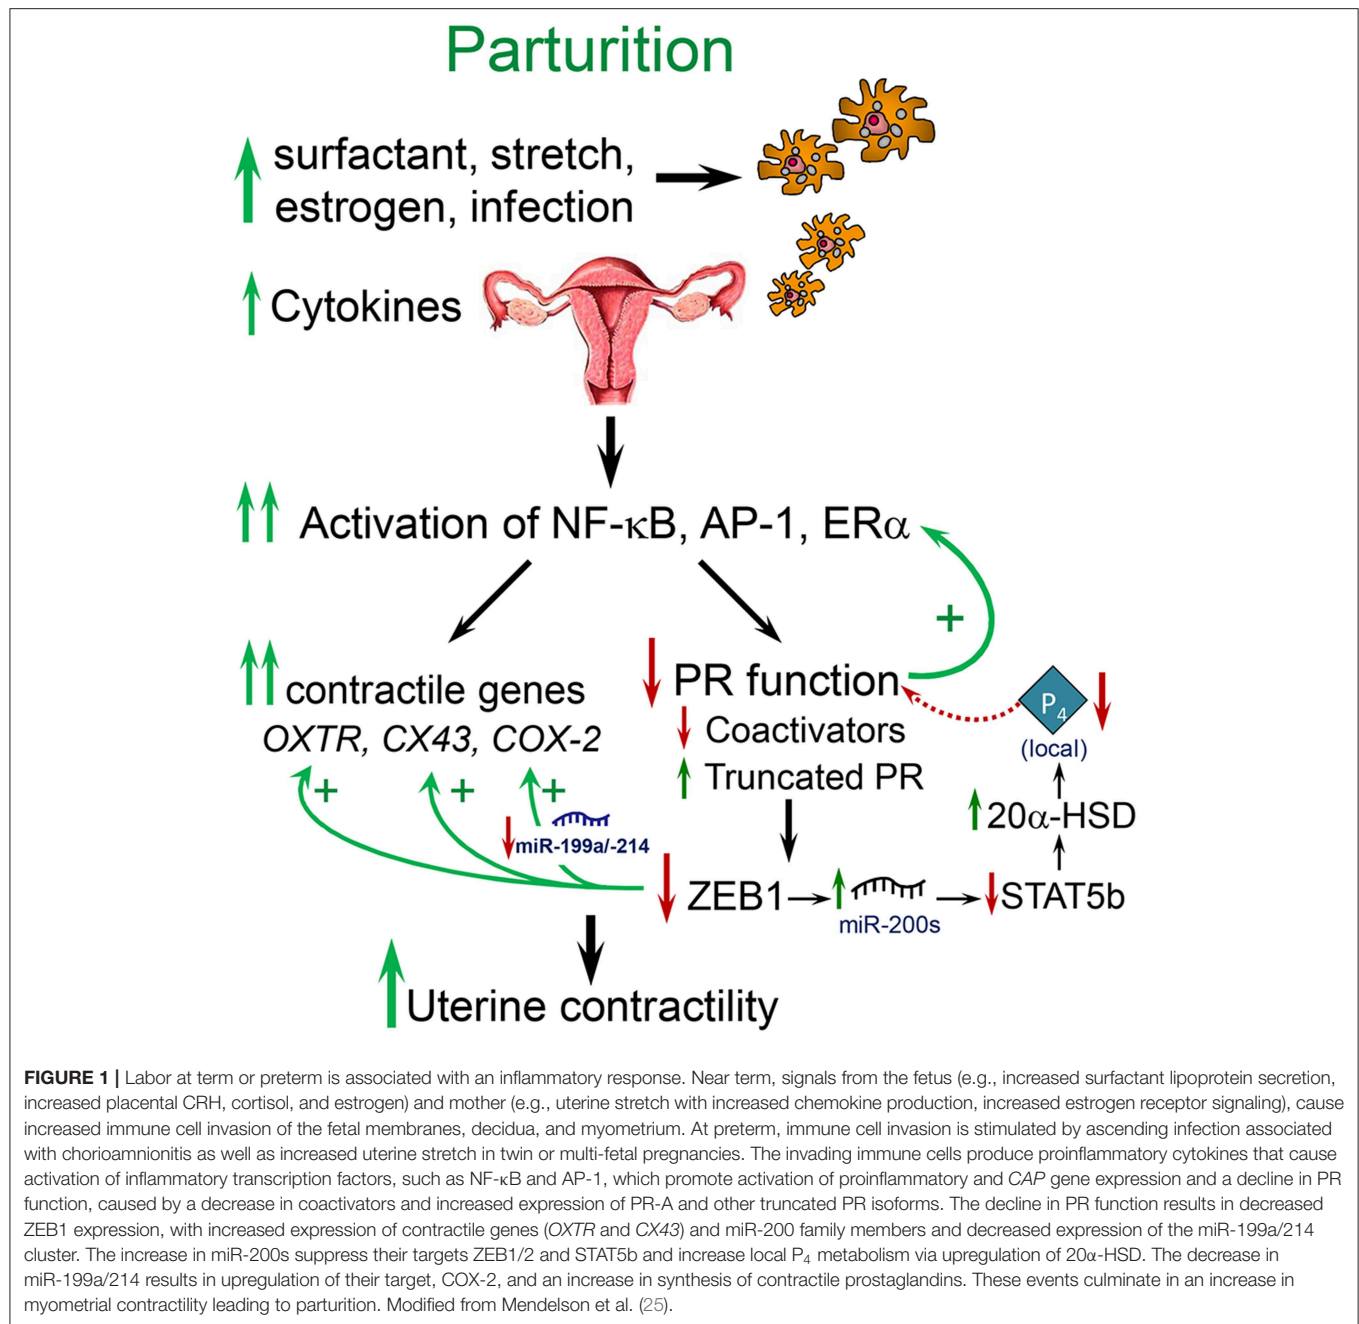 Parturition
surfactant, stretch,
estrogen, infection
Cytokines
Activation of NF-κB, AP-1, ERα
+
contractile genes
OXTR, CX43, COX-2
PR function
Coactivators
Truncated PR
P4
(local)
+ + +
miR-199a/-214
20α-HSD
ZEB1
miR-200s
STAT5b
Uterine contractility
FIGURE 1 | Labor at term or preterm is associated with an inflammatory response. Near term, signals from the fetus (e.g., increased surfactant lipoprotein secretion,
increased placental CRH, cortisol, and estrogen) and mother (e.g., uterine stretch with increased chemokine production, increased estrogen receptor signaling), cause
increased immune cell invasion of the fetal membranes, decidua, and myometrium. At preterm, immune cell invasion is stimulated by ascending infection associated
with chorioamnionitis as well as increased uterine stretch in twin or multi-fetal pregnancies. The invading immune cells produce proinflammatory cytokines that cause
activation of inflammatory transcription factors, such as NF-κB and AP-1, which promote activation of proinflammatory and CAP gene expression and a decline in PR
function, caused by a decrease in coactivators and increased expression of PR-A and other truncated PR isoforms. The decline in PR function results in decreased
ZEB1 expression, with increased expression of contractile genes (OXTR and CX43) and miR-200 family members and decreased expression of the miR-199a/214
cluster. The increase in miR-200s suppress their targets ZEB1/2 and STAT5b and increase local P4 metabolism via upregulation of 20α-HSD. The decrease in
miR-199a/214 results in upregulation of their target, COX-2, and an increase in synthesis of contractile prostaglandins. These events culminate in an increase in
myometrial contractility leading to parturition. Modified from Mendelson et al. (25).